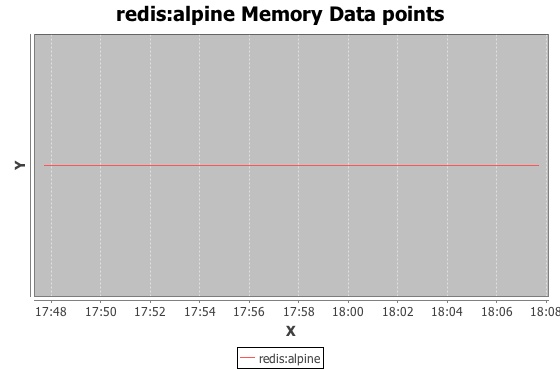 redis:alpine Memory Data points
Y
17:48 17:50 17:52 17:54 17:56 17:58 18:00 18:02 18:04 18:06 18:08
X
redis:alpine